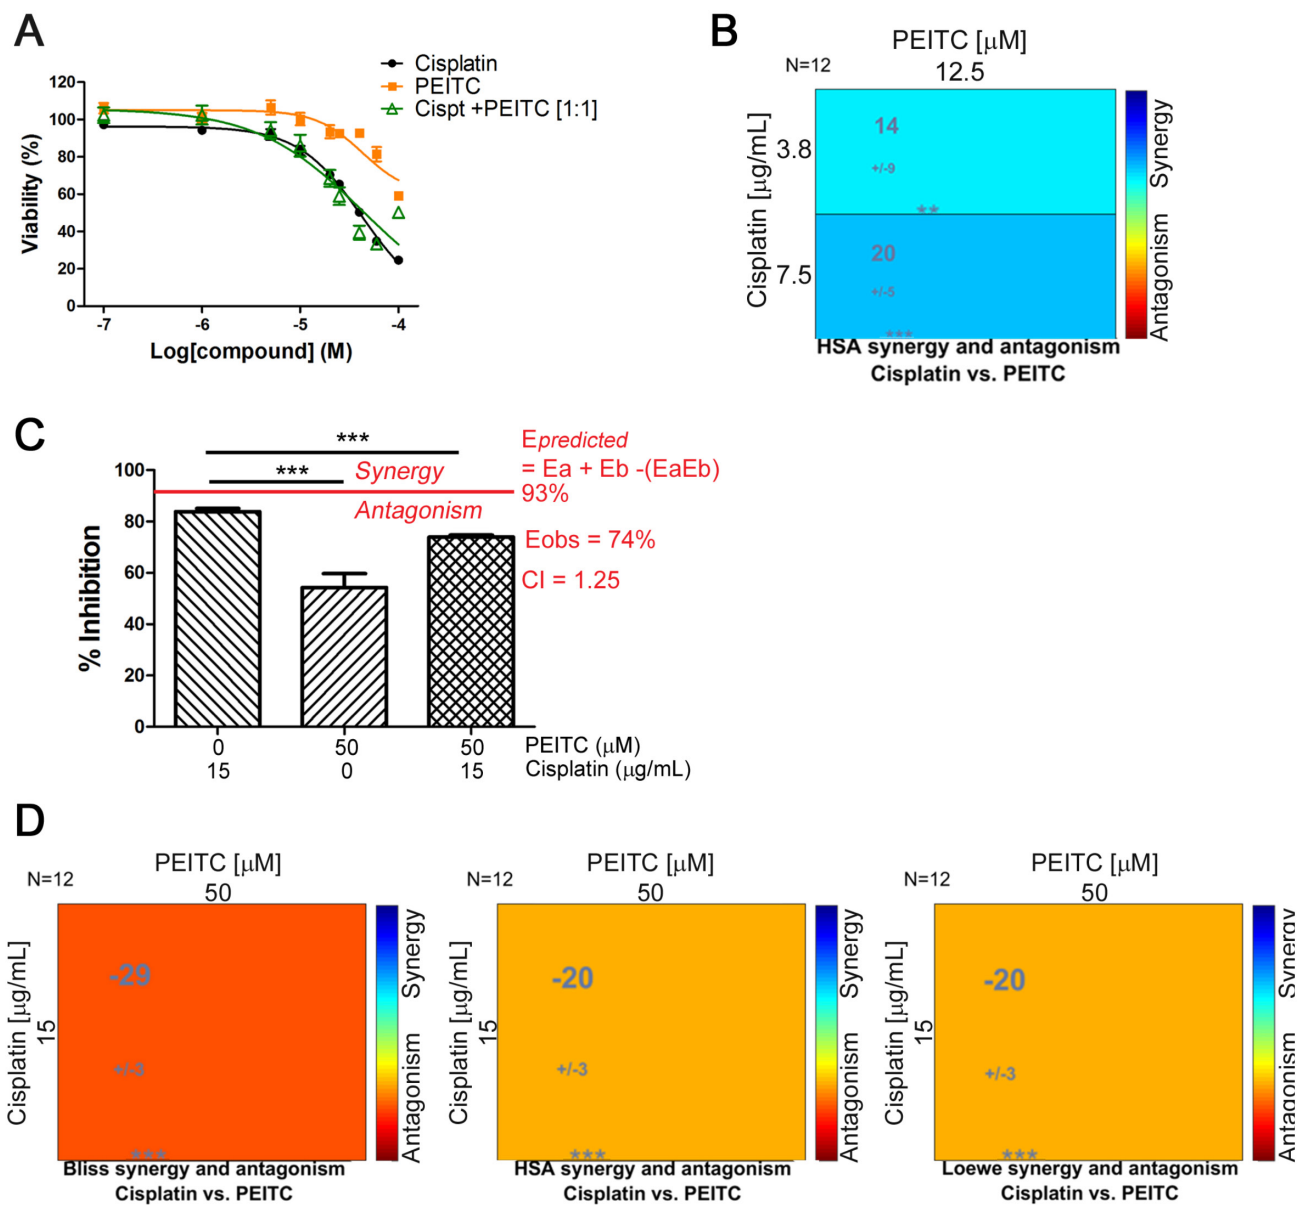 A
Cisplatin
PEITC
Cispt +PEITC [1:1]
120
100
80
60
40
20
0
Viability (%)
-7
-6
-5
-4
Log[compound] (M)
B
PEITC [μM]
N=12
12.5
Cisplatin [μg/mL]
3.8
14
+/-9
**
7.5
20
+/-5
***
Synergy
Antagonism
HSA synergy and antagonism
Cisplatin vs. PEITC
C
% Inhibition
100
80
60
40
20
0
***
***
Synergy
Antagonism
Epredicted
= Ea + Eb -(EaEb)
93%
Eobs = 74%
CI = 1.25
0
50
50
PEITC (μM)
15
0
15
Cisplatin (μg/mL)
D
PEITC [μM]
N=12
50
Cisplatin [μg/mL]
15
-29
+/-3
***
Synergy
Antagonism
Bliss synergy and antagonism
Cisplatin vs. PEITC
PEITC [μM]
N=12
50
Cisplatin [μg/mL]
15
-20
+/-3
***
Synergy
Antagonism
HSA synergy and antagonism
Cisplatin vs. PEITC
PEITC [μM]
N=12
50
Cisplatin [μg/mL]
15
-20
+/-3
***
Synergy
Antagonism
Loewe synergy and antagonism
Cisplatin vs. PEITC